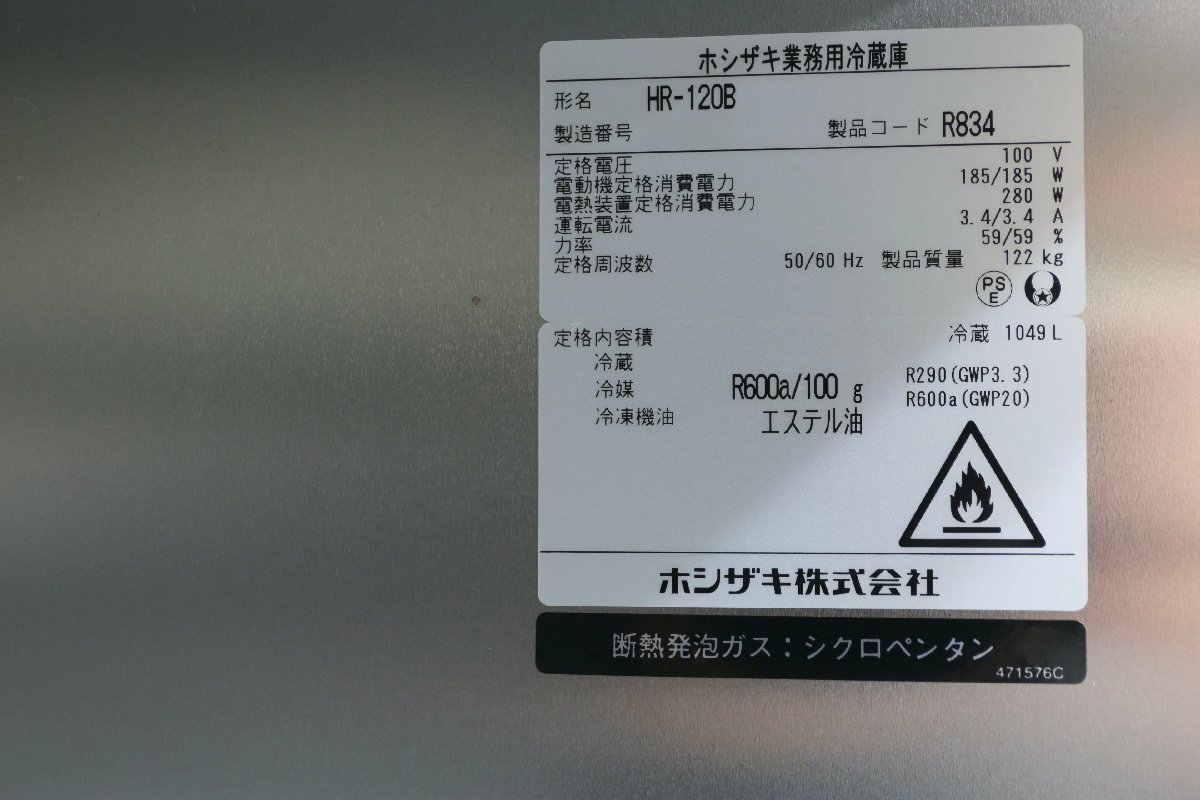 ホシザキ業務用冷蔵庫
形名 HR-120B
製造番号 製品コード R834
定格電圧 100 V
電動機定格消費電力 185/185 W
電熱装置定格消費電力 280 W
運転電流 3.4/3.4 A
力率 59/59 %
定格周波数 50/60 Hz 製品質量 122 kg
PS
E
定格内容積 冷蔵 1049 L
冷蔵
冷媒 R600a/100 g R290(GWP3.3)
R600a(GWP20)
冷凍機油 エステル油
ホシザキ株式会社
断熱発泡ガス:シクロペンタン
471576C